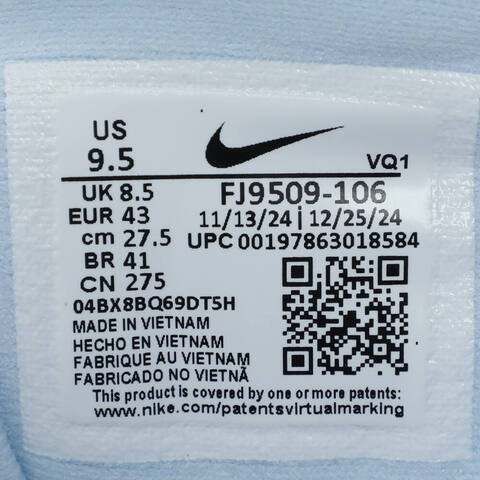 US
9.5
VQ1
UK 8.5
FJ9509-106
EUR 43
11/13/24 | 12/25/24
cm 27.5
UPC 00197863018584
BR 41
CN 275
04BX8BQ69DT5H
MADE IN VIETNAM
HECHO EN VIETNAM
FABRIQUE AU VIETNAM
FABRICADO NO VIETNÃ
This product is covered by one or more patents:
www.nike.com/patentsvirtualmarking